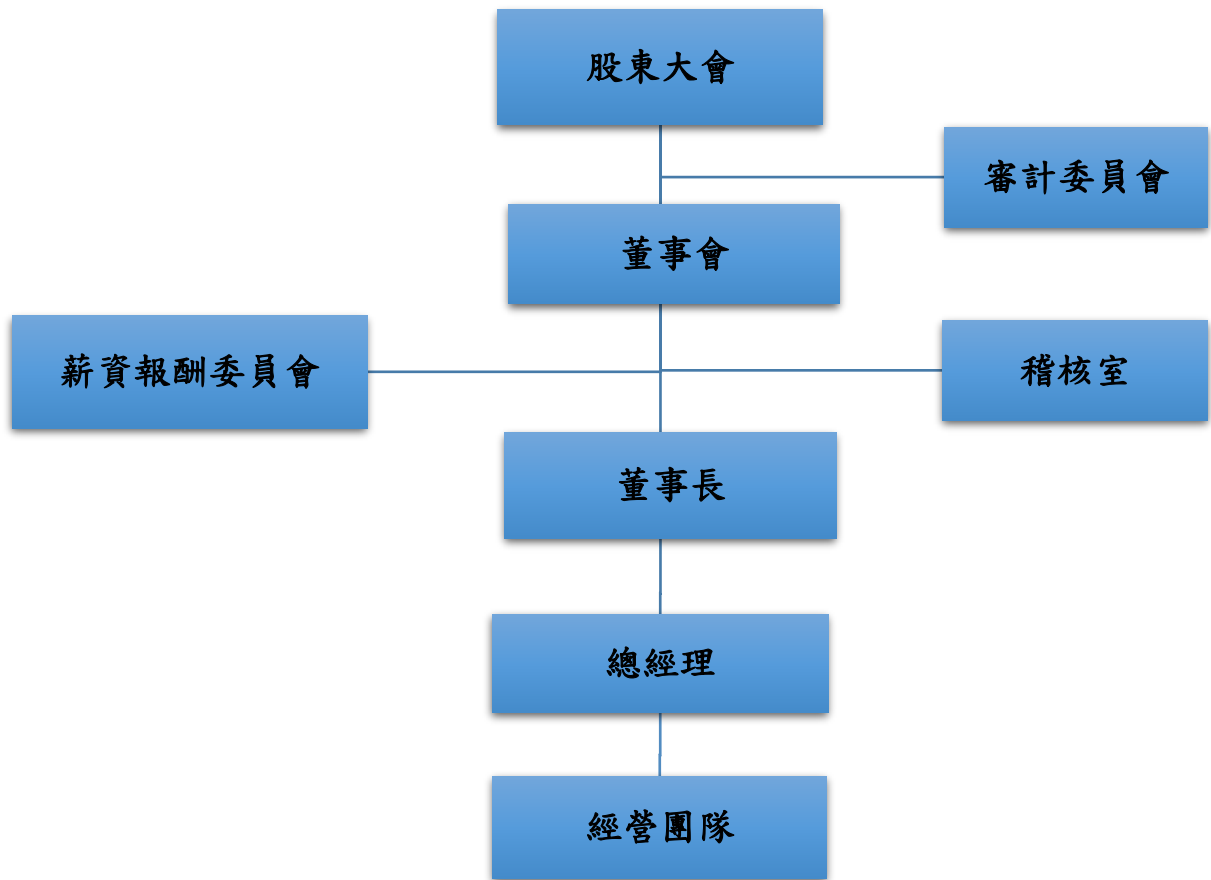 股東大會
審計委員會
董事會
薪資報酬委員會
稽核室
董事長
總經理
經營團隊